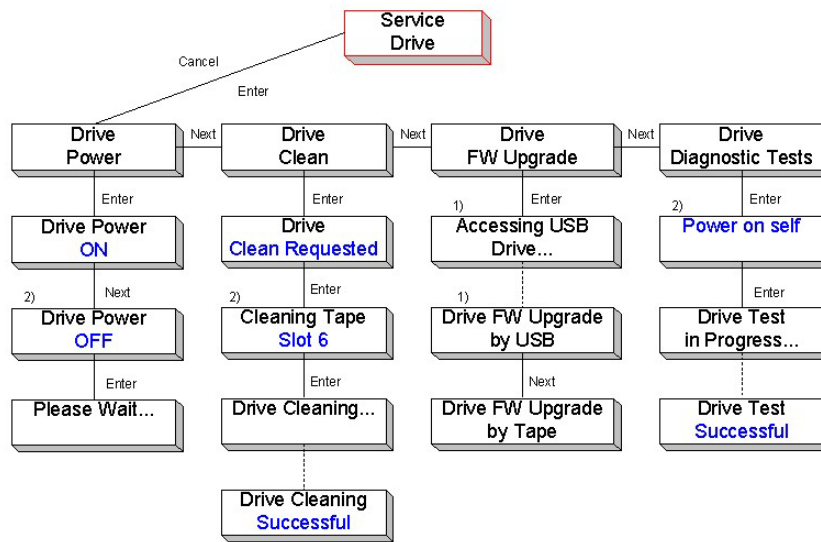 Service
Drive
Cancel
Enter
Drive
Power
Next
Drive
Clean
Next
Drive
FW Upgrade
Next
Drive
Diagnostic Tests
Enter
Enter
1)
Enter
2)
Enter
Drive Power
ON
Drive
Clean Requested
Accessing USB
Drive...
Power on self
2)
Next
2)
Enter
1)
Enter
Drive Power
OFF
Cleaning Tape
Slot 6
Drive FW Upgrade
by USB
Drive Test
in Progress...
Enter
Enter
Next
Please Wait...
Drive Cleaning...
Drive FW Upgrade
by Tape
Drive Test
Successful
Drive Cleaning
Successful